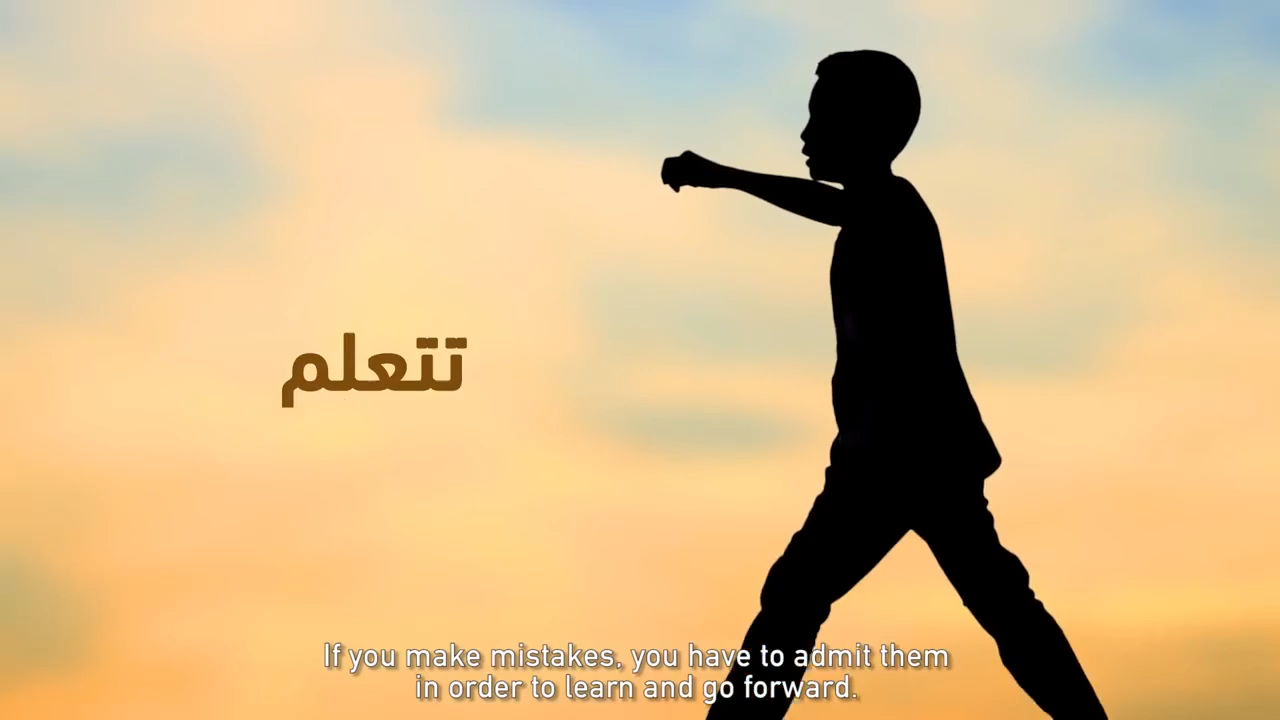 تتعلم
If you make mistakes, you have to admit them
in order to learn and go forward.